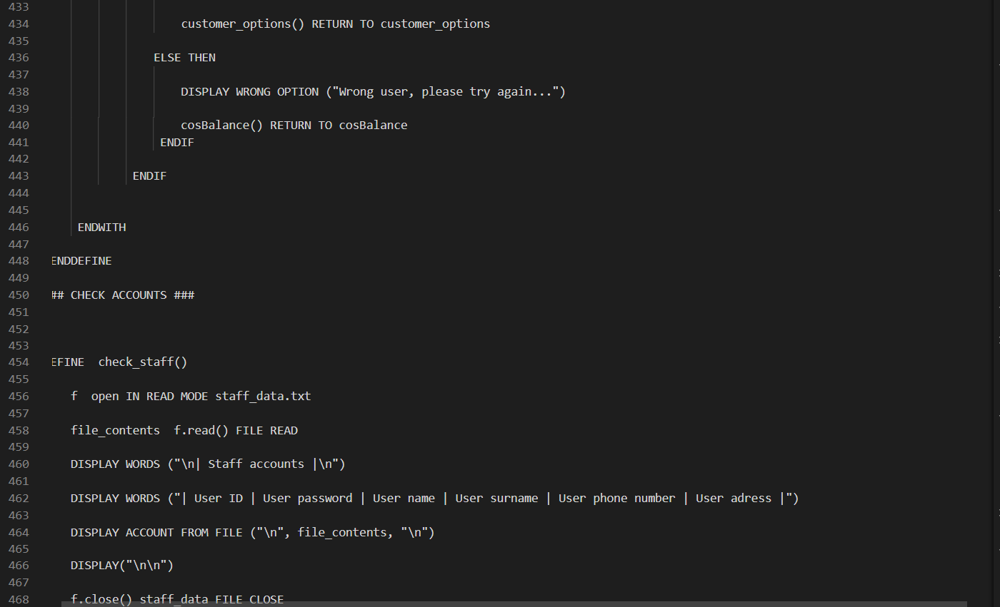 433
434 customer_options() RETURN TO customer_options
435
436 ELSE THEN
437
438 DISPLAY WRONG OPTION ("Wrong user, please try again...")
439
440 cosBalance() RETURN TO cosBalance
441 ENDIF
442
443 ENDIF
444
445
446 ENDWITH
447
448 ENDDEFINE
449
450 ## CHECK ACCOUNTS ###
451
452
453
454 EFINE check_staff()
455
456 f open IN READ MODE staff_data.txt
457
458 file_contents f.read() FILE READ
459
460 DISPLAY WORDS ("\n| Staff accounts |\n")
461
462 DISPLAY WORDS ("| User ID | User password | User name | User surname | User phone number | User adress |")
463
464 DISPLAY ACCOUNT FROM FILE ("\n", file_contents, "\n")
465
466 DISPLAY("\n\n")
467
468 f.close() staff_data FILE CLOSE